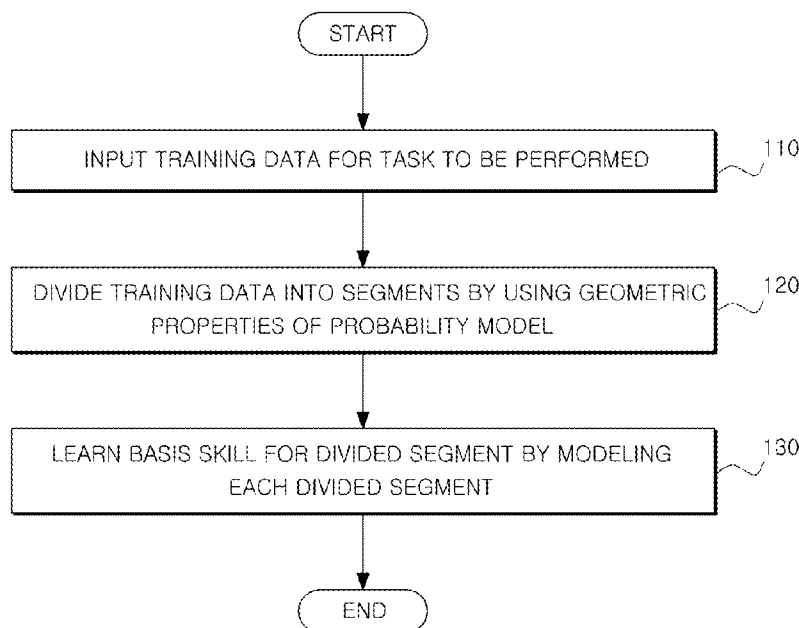 START
INPUT TRAINING DATA FOR TASK TO BE PERFORMED
110
DIVIDE TRAINING DATA INTO SEGMENTS BY USING GEOMETRIC
PROPERTIES OF PROBABILITY MODEL
120
LEARN BASIS SKILL FOR DIVIDED SEGMENT BY MODELING
EACH DIVIDED SEGMENT
130
END